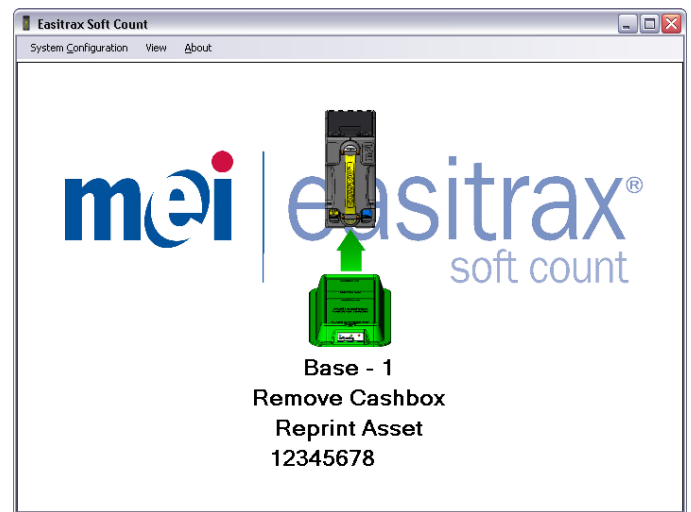 Easitrax Soft Count
System Configuration View About
mei easitrax®
soft count
Base - 1
Remove Cashbox
Reprint Asset
12345678